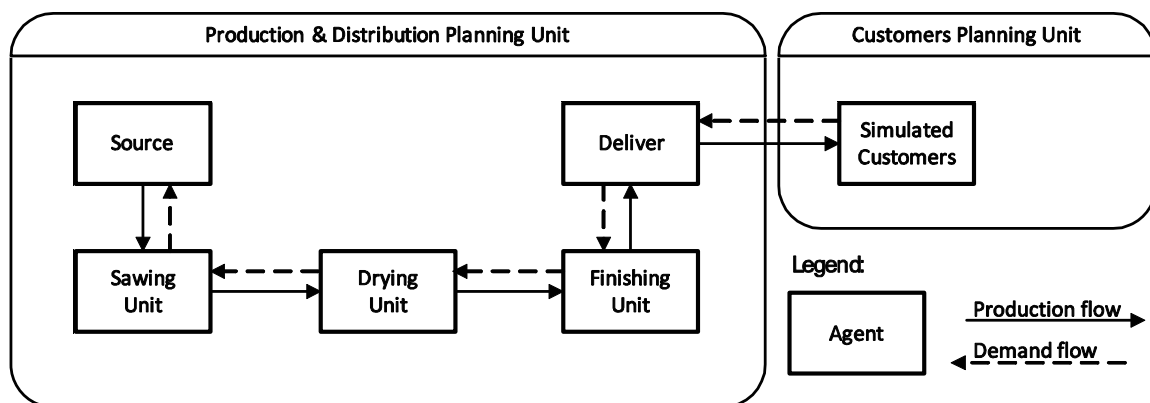 Production & Distribution Planning Unit
Customers Planning Unit
Source
Deliver
Simulated
Customers
Sawing
Unit
Drying
Unit
Finishing
Unit
Legend:
Agent
Production flow
Demand flow